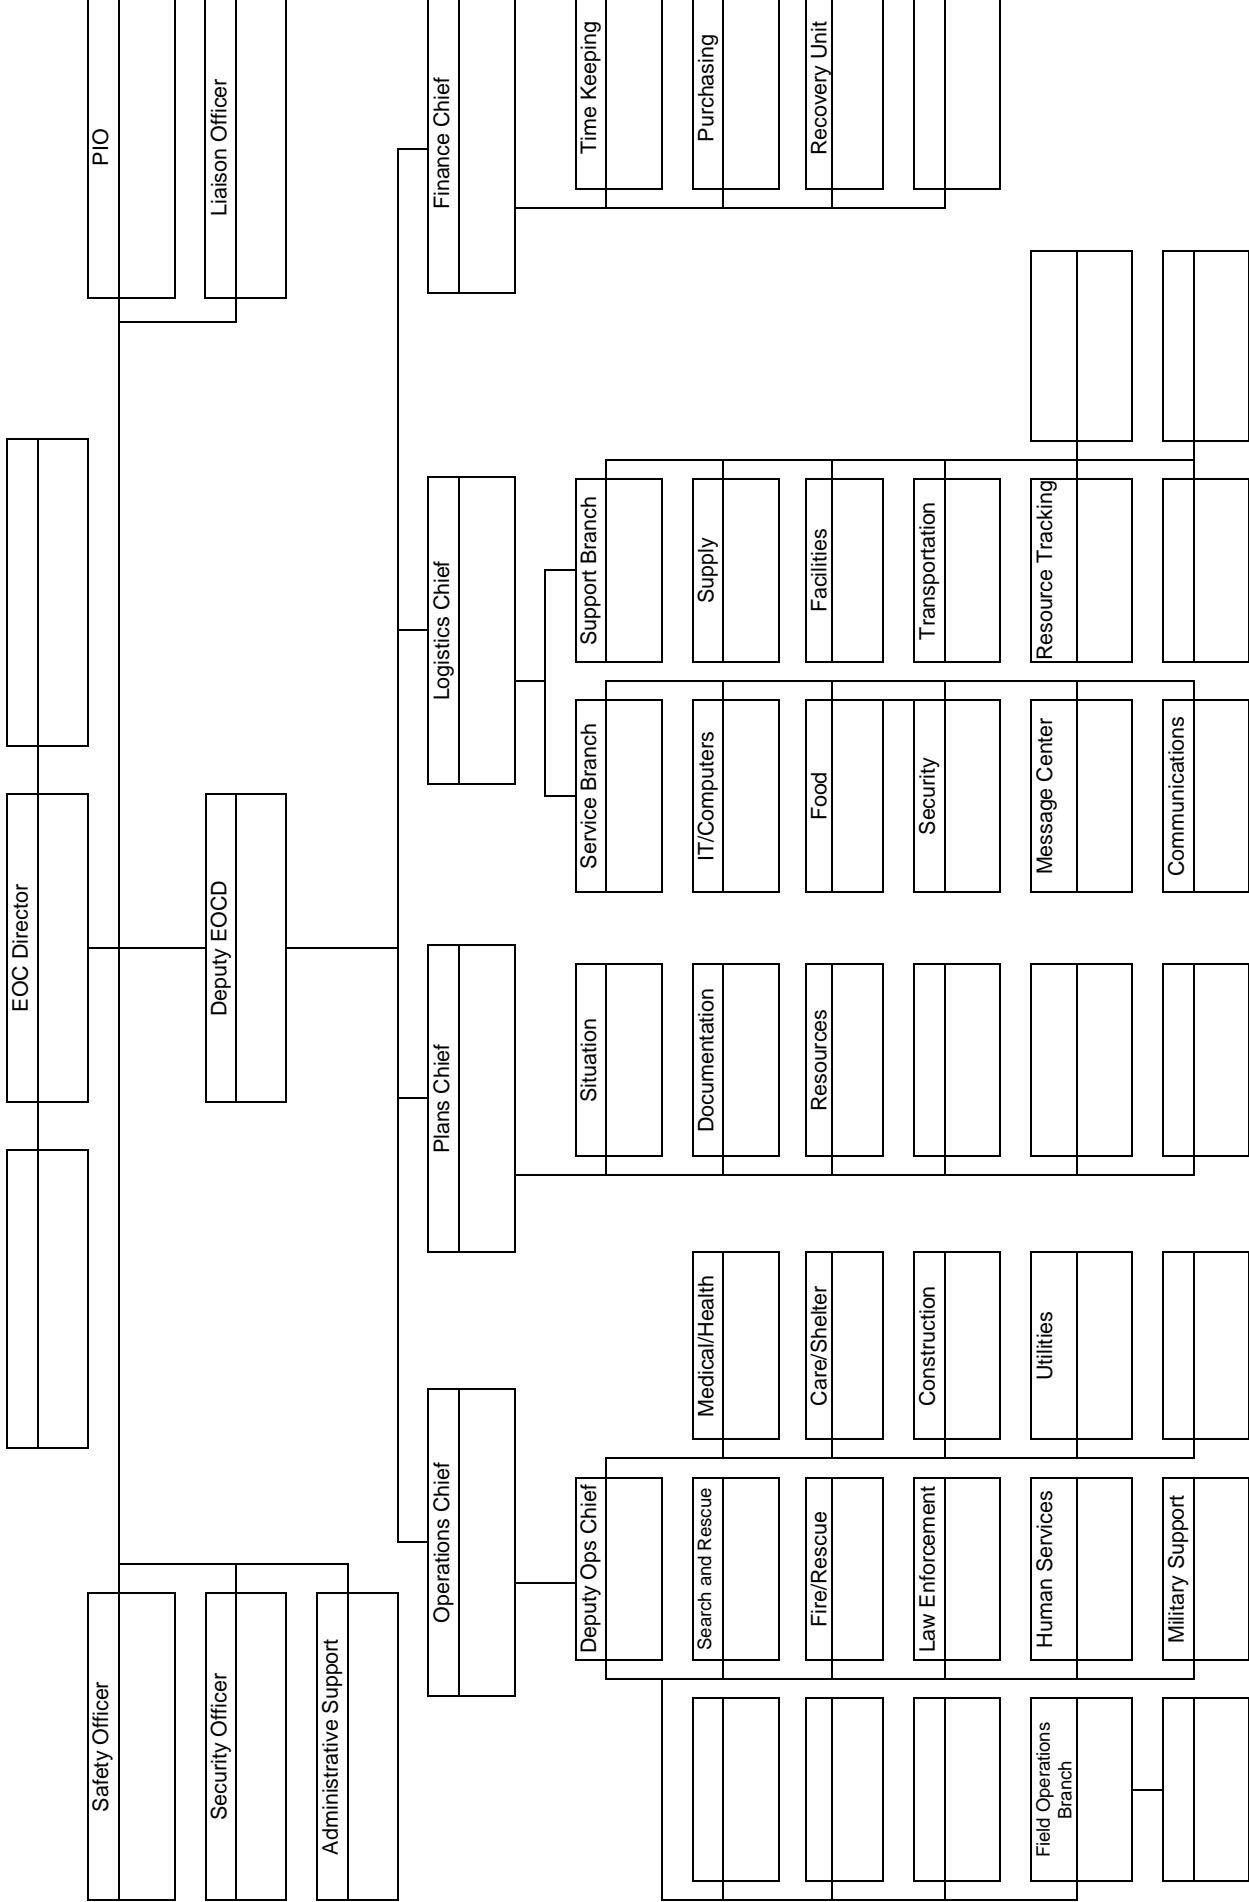 EOC Director
Safety Officer
PIO
Security Officer
Deputy EOCD
Liaison Officer
Administrative Support
Operations Chief
Plans Chief
Logistics Chief
Finance Chief
Deputy Ops Chief
Situation
Service Branch
Support Branch
Time Keeping
Search and Rescue
Medical/Health
Documentation
IT/Computers
Supply
Purchasing
Fire/Rescue
Care/Shelter
Resources
Food
Facilities
Recovery Unit
Law Enforcement
Construction
Security
Transportation
Field Operations
Branch
Human Services
Utilities
Message Center
Resource Tracking
Military Support
Communications